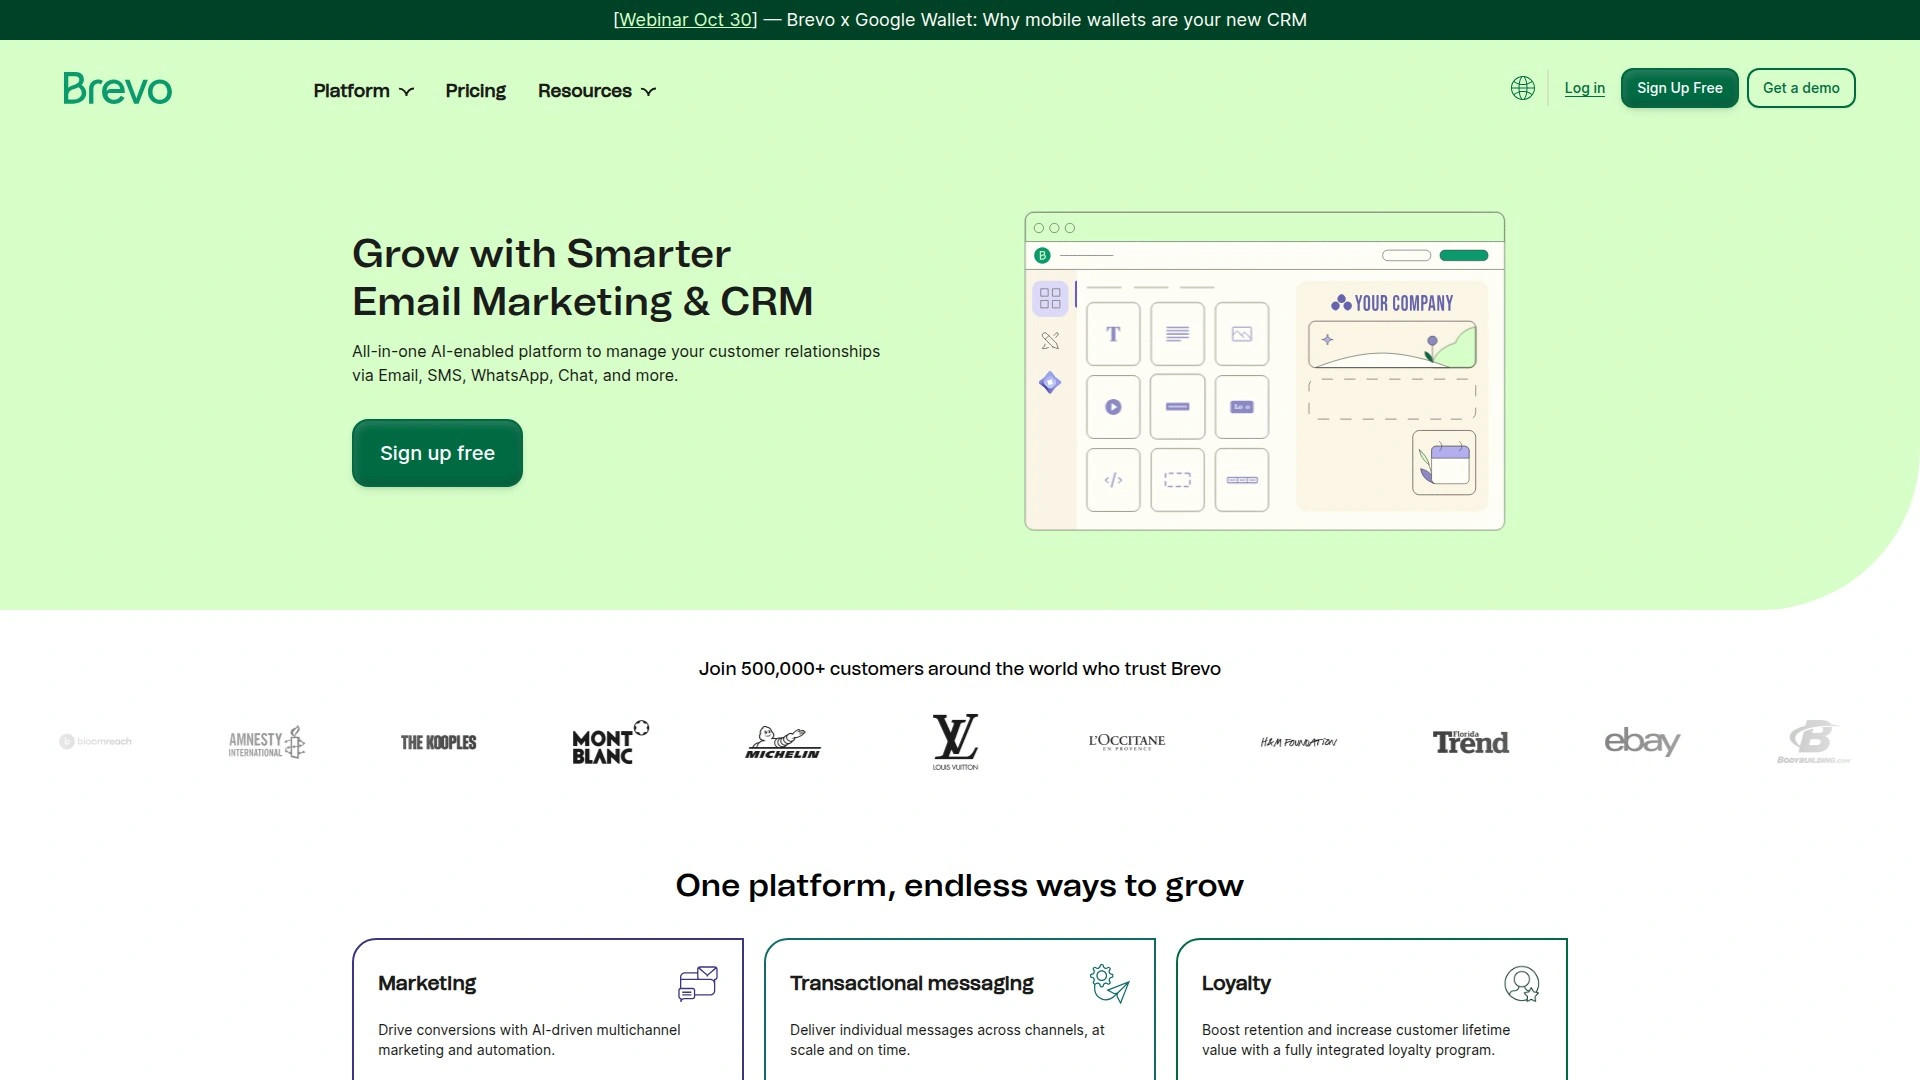 [Webinar Oct 30] — Brevo x Google Wallet: Why mobile wallets are your new CRM
Brevo
Platform
Pricing
Resources
Log in
Sign Up Free
Get a demo
Grow with Smarter
Email Marketing & CRM
All-in-one AI-enabled platform to manage your customer relationships
via Email, SMS, WhatsApp, Chat, and more.
Sign up free
B
YOUR COMPANY
T
</>
Join 500,000+ customers around the world who trust Brevo
b bloomreach
AMNESTY
INTERNATIONAL
THE KOOPLES
MONT
BLANC
MICHELIN
LV
LOUIS VUITTON
L'OCCITANE
EN PROVENCE
H&M FOUNDATION
Florida
Trend
ebay
B
BODYBUILDING.COM
One platform, endless ways to grow
Marketing
Drive conversions with AI-driven multichannel
marketing and automation.
Transactional messaging
Deliver individual messages across channels, at
scale and on time.
Loyalty
Boost retention and increase customer lifetime
value with a fully integrated loyalty program.